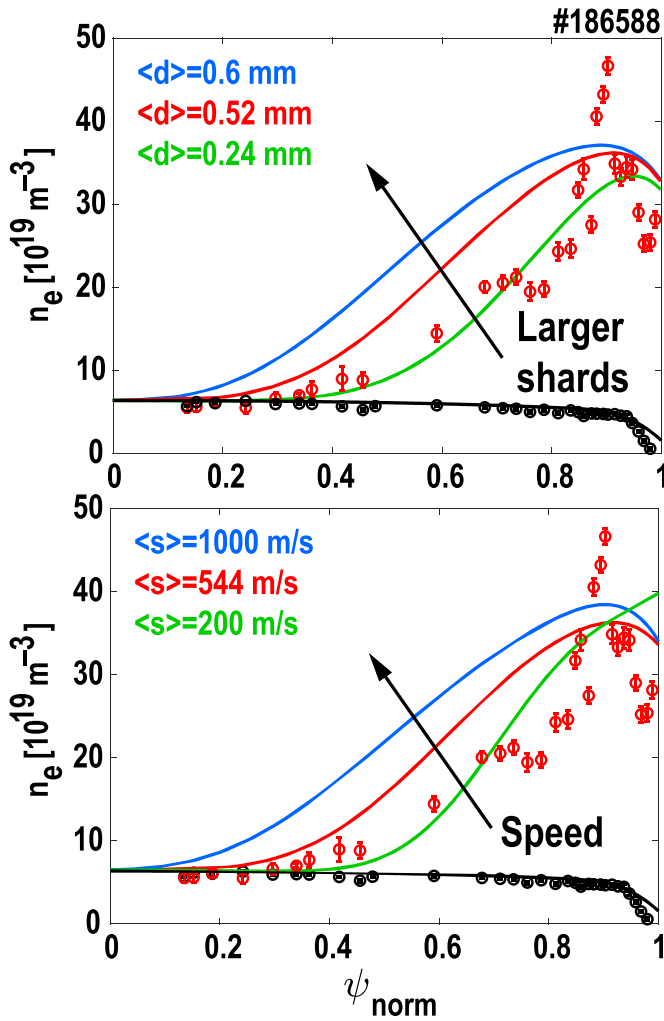 #186588
50
40
30
20
10
0
n_e [10^19 m^−3]
<d>=0.6 mm
<d>=0.52 mm
<d>=0.24 mm
Larger
shards
0 0.2 0.4 0.6 0.8 1
50
40
30
20
10
0
n_e [10^19 m^−3]
<s>=1000 m/s
<s>=544 m/s
<s>=200 m/s
Speed
0 0.2 0.4 0.6 0.8 1
ψ_norm